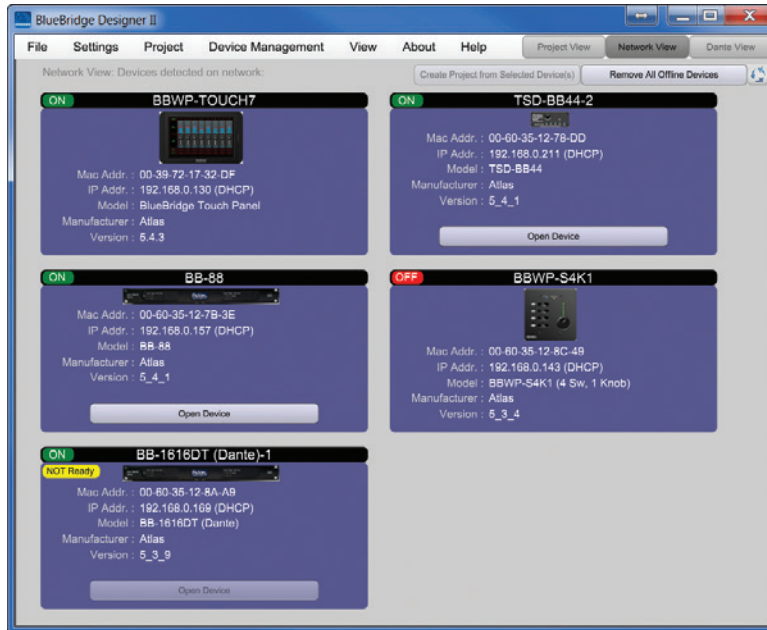 BlueBridge Designer II
File Settings Project Device Management View About Help Project View Network View Dante View
Network View: Devices detected on network: Create Project from Selected Device(s) Remove All Offline Devices
ON BBWP-TOUCH7
Mac Addr. : 00-39-72-17-32-DF
IP Addr. : 192.168.0.130 (DHCP)
Model : BlueBridge Touch Panel
Manufacturer : Atlas
Version : 5.4.3
ON TSD-BB44-2
Mac Addr. : 00-60-35-12-78-DD
IP Addr. : 192.168.0.211 (DHCP)
Model : TSD-BB44
Manufacturer : Atlas
Version : 5_4_1
Open Device
ON BB-88
Mac Addr. : 00-60-35-12-7B-3E
IP Addr. : 192.168.0.157 (DHCP)
Model : BB-88
Manufacturer : Atlas
Version : 5_4_1
Open Device
OFF BBWP-S4K1
Mac Addr. : 00-60-35-12-8C-49
IP Addr. : 192.168.0.143 (DHCP)
Model : BBWP-S4K1 (4 Sw, 1 Knob)
Manufacturer : Atlas
Version : 5_3_4
ON BB-1616DT (Dante)-1
NOT Ready
Mac Addr. : 00-60-35-12-8A-A9
IP Addr. : 192.168.0.169 (DHCP)
Model : BB-1616DT (Dante)
Manufacturer : Atlas
Version : 5_3_9
Open Device